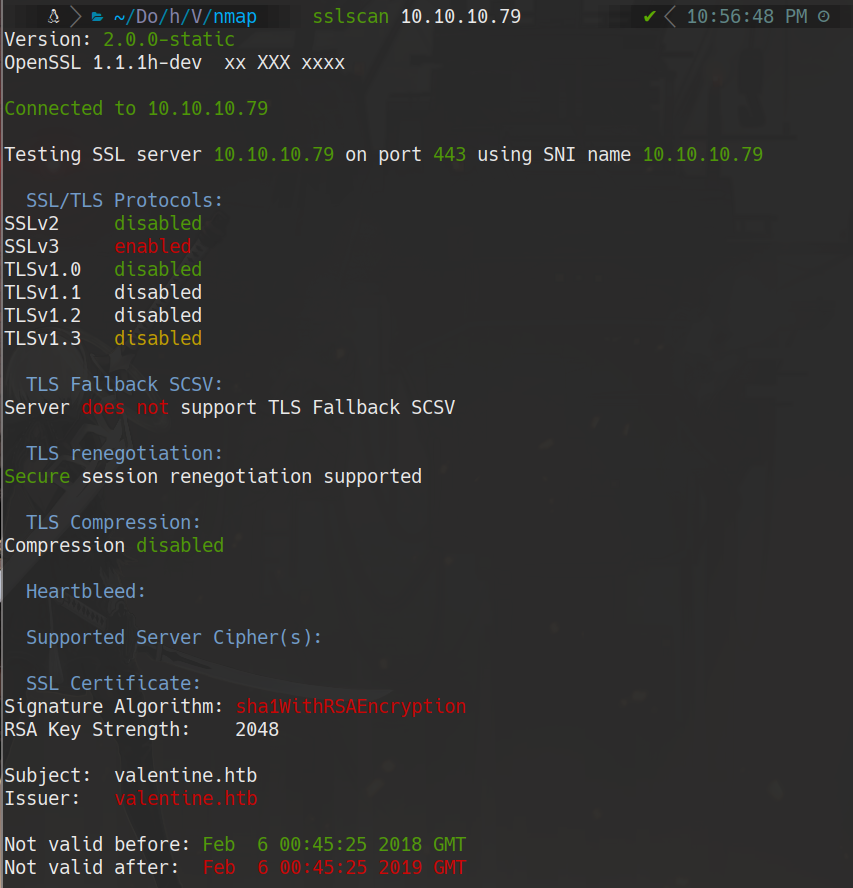 ~/Do/h/V/nmap sslscan 10.10.10.79 ✔ 10:56:48 PM
Version: 2.0.0-static
OpenSSL 1.1.1h-dev  xx XXX xxxx
Connected to 10.10.10.79
Testing SSL server 10.10.10.79 on port 443 using SNI name 10.10.10.79
SSL/TLS Protocols:
SSLv2     disabled
SSLv3     enabled
TLSv1.0   disabled
TLSv1.1   disabled
TLSv1.2   disabled
TLSv1.3   disabled
TLS Fallback SCSV:
Server does not support TLS Fallback SCSV
TLS renegotiation:
Secure session renegotiation supported
TLS Compression:
Compression disabled
Heartbleed:
Supported Server Cipher(s):
SSL Certificate:
Signature Algorithm: sha1WithRSAEncryption
RSA Key Strength:    2048
Subject:  valentine.htb
Issuer:   valentine.htb
Not valid before: Feb  6 00:45:25 2018 GMT
Not valid after:  Feb  6 00:45:25 2019 GMT